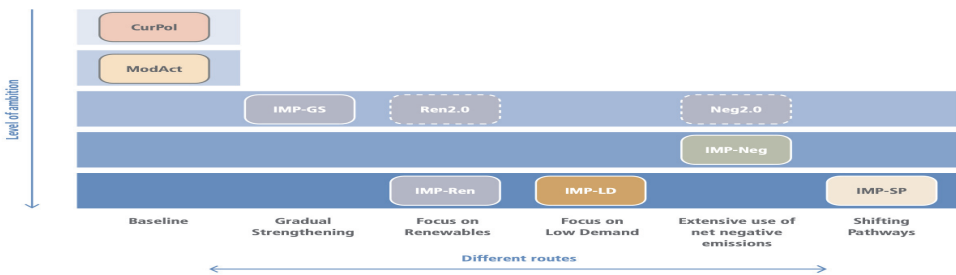 CurPol
ModAct
IMP-GS
Ren2.0
Neg2.0
IMP-Neg
IMP-Ren
IMP-LD
IMP-SP
Level of ambition
Baseline
Gradual
Strengthening
Focus on
Renewables
Focus on
Low Demand
Extensive use of
net negative
emissions
Shifting
Pathways
Different routes